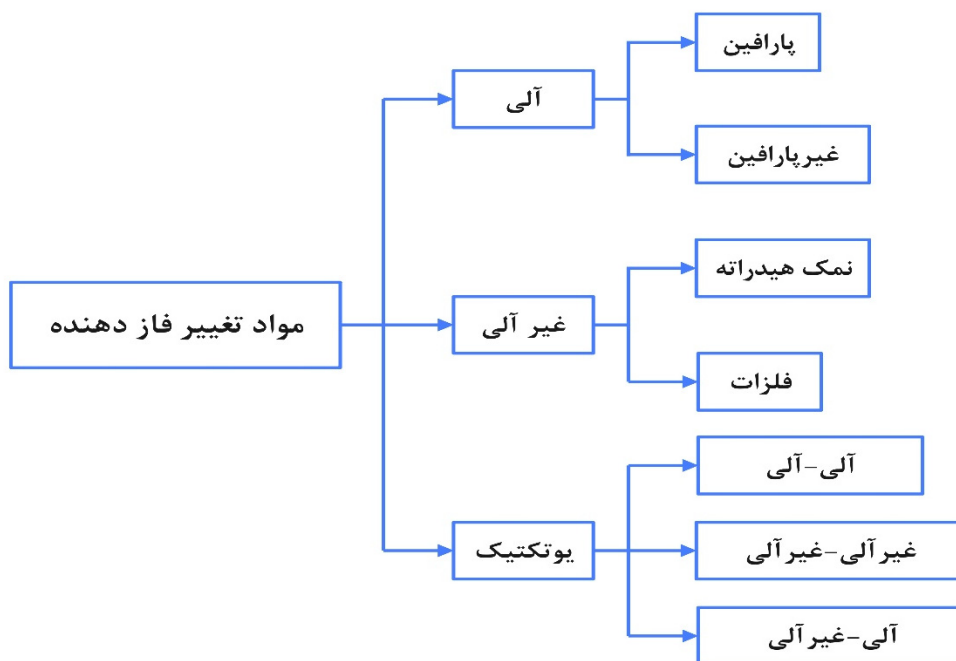 مواد تغییر فاز دهنده
آلی
پارافین
غیرپارافین
غیر آلی
نمک هیدراته
فلزات
یوتکتیک
آلی-آلی
غیرآلی-غیرآلی
آلی-غیرآلی